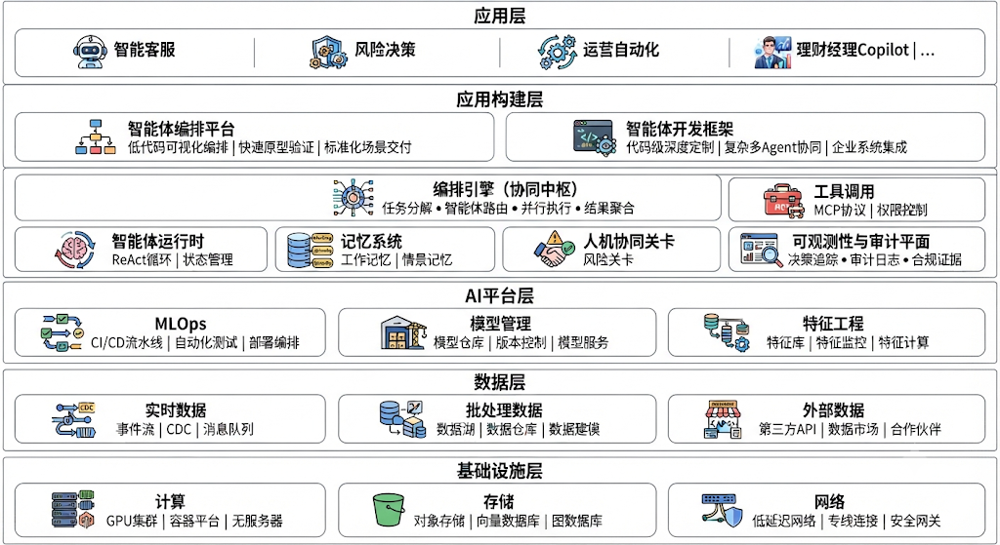 应用层
智能客服
风险决策
运营自动化
理财经理Copilot | ...
应用构建层
智能体编排平台
低代码可视化编排 | 快速原型验证 | 标准化场景交付
智能体开发框架
代码级深度定制 | 复杂多Agent协同 | 企业系统集成
编排引擎（协同中枢）
任务分解 • 智能体路由 • 并行执行 • 结果聚合
工具调用
MCP协议 | 权限控制
智能体运行时
ReAct循环 | 状态管理
记忆系统
工作记忆 | 情景记忆
人机协同关卡
风险关卡
可观测性与审计平面
决策追踪 • 审计日志 • 合规证据
AI平台层
MLOps
CI/CD流水线 | 自动化测试 | 部署编排
模型管理
模型仓库 | 版本控制 | 模型服务
特征工程
特征库 | 特征监控 | 特征计算
数据层
CDC
实时数据
事件流 | CDC | 消息队列
批处理数据
数据湖 | 数据仓库 | 数据建模
外部数据
第三方API | 数据市场 | 合作伙伴
基础设施层
计算
GPU集群 | 容器平台 | 无服务器
存储
对象存储 | 向量数据库 | 图数据库
网络
低延迟网络 | 专线连接 | 安全网关